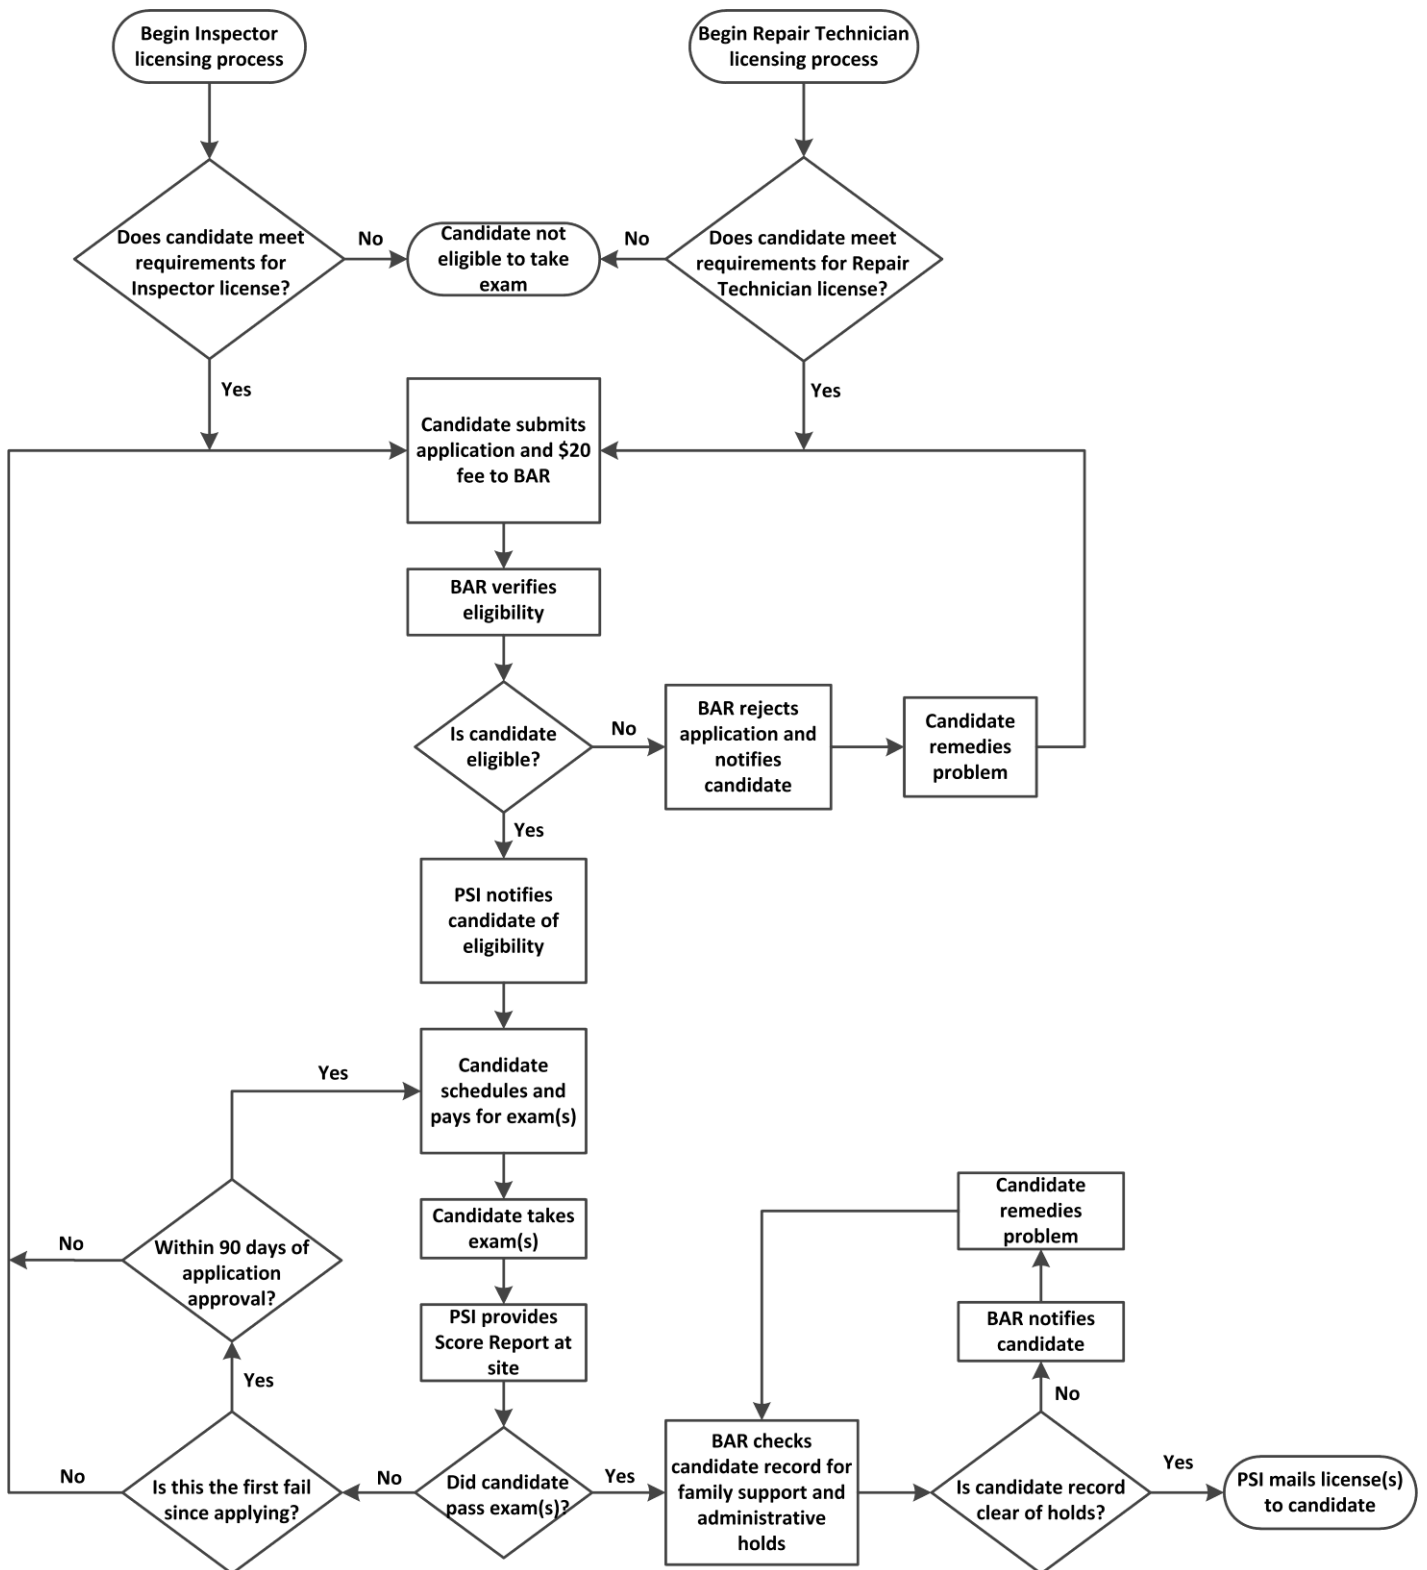 Begin Inspector
licensing process
Begin Repair Technician
licensing process
Does candidate meet
requirements for
Inspector license?
No
Candidate not
eligible to take
exam
No
Does candidate meet
requirements for Repair
Technician license?
Yes
Yes
Candidate submits
application and $20
fee to BAR
BAR verifies
eligibility
Is candidate
eligible?
No
BAR rejects
application and
notifies
candidate
Candidate
remedies
problem
Yes
PSI notifies
candidate of
eligibility
Candidate
schedules and
pays for exam(s)
Yes
Within 90 days of
application
approval?
No
Candidate takes
exam(s)
PSI provides
Score Report at
site
Yes
Is this the first fail
since applying?
No
No
Did candidate
pass exam(s)?
Yes
BAR checks
candidate record for
family support and
administrative
holds
Candidate
remedies
problem
BAR notifies
candidate
No
Is candidate record
clear of holds?
Yes
PSI mails license(s)
to candidate